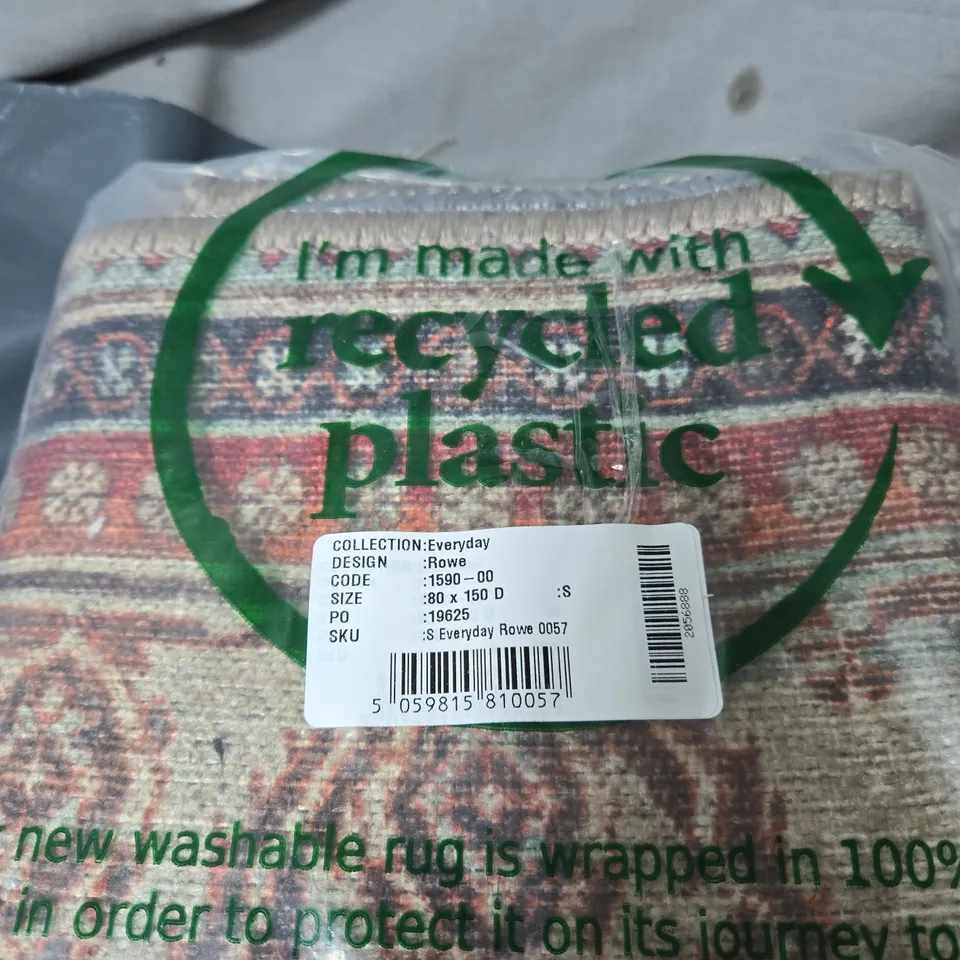 I'm made with
recycled
plastic
COLLECTION:Everyday
DESIGN :Rowe
CODE :1590-00
SIZE :80 x 150 D :S
PO :19625
SKU :S Everyday Rowe 0057
5 059815 810057
2056888
new washable rug is wrapped in 100%
in order to protect it on its journey to